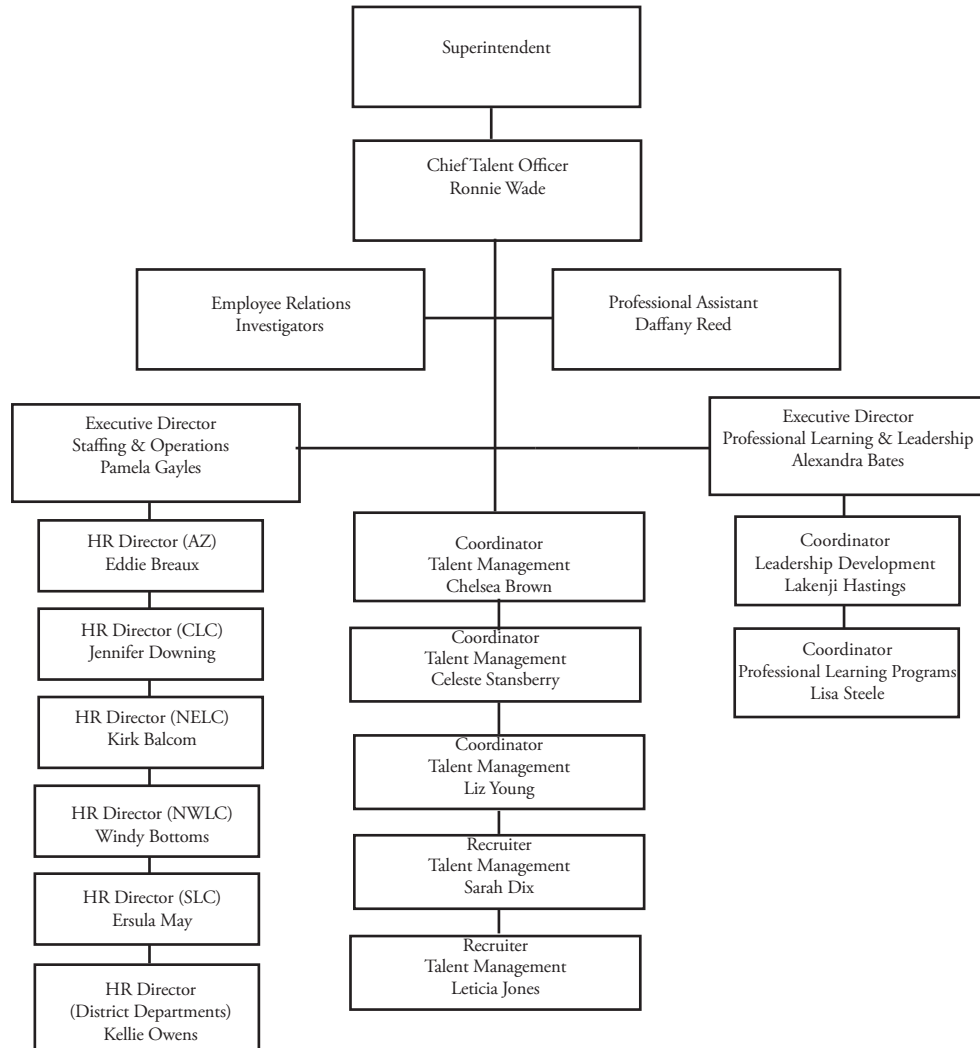 Superintendent
Chief Talent Officer
Ronnie Wade
Employee Relations
Investigators
Professional Assistant
Daffany Reed
Executive Director
Staffing & Operations
Pamela Gayles
Executive Director
Professional Learning & Leadership
Alexandra Bates
HR Director (AZ)
Eddie Breaux
HR Director (CLC)
Jennifer Downing
HR Director (NELC)
Kirk Balcom
HR Director (NWLC)
Windy Bottoms
HR Director (SLC)
Ersula May
HR Director
(District Departments)
Kellie Owens
Coordinator
Talent Management
Chelsea Brown
Coordinator
Talent Management
Celeste Stansberry
Coordinator
Talent Management
Liz Young
Recruiter
Talent Management
Sarah Dix
Recruiter
Talent Management
Leticia Jones
Coordinator
Leadership Development
Lakenji Hastings
Coordinator
Professional Learning Programs
Lisa Steele